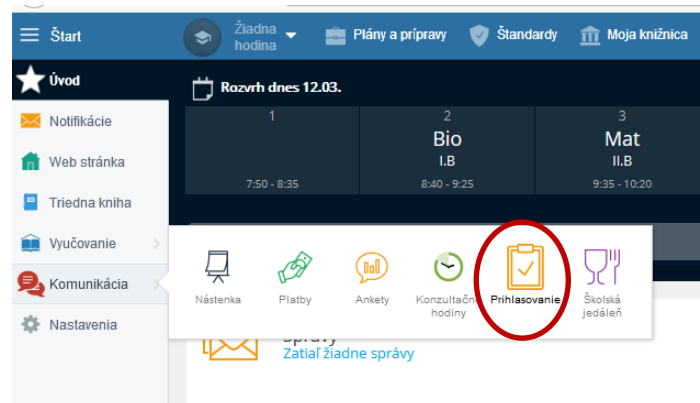 Štart
Žiadna
hodina
Plány a prípravy
Štandardy
Moja knižnica
Úvod
Rozvrh dnes 12.03.
Notifikácie
Web stránka
Triedna kniha
Vyučovanie
Komunikácia
Nastavenia
1
7:50 - 8:35
2
Bio
I.B
8:40 - 9:25
3
Mat
II.B
9:35 - 10:20
Nástenka
Platby
Ankety
Konzultačné
hodiny
Prihlasovanie
Školská
jedáleň
Správy
Zatiaľ žiadne správy